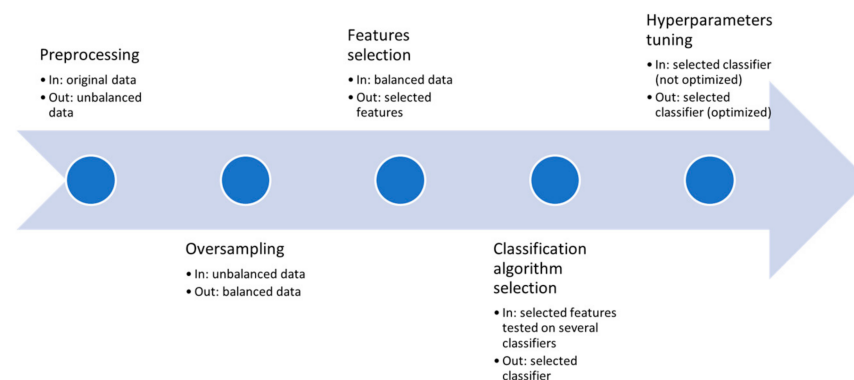 Preprocessing
• In: original data
• Out: unbalanced
data
Oversampling
• In: unbalanced data
• Out: balanced data
Features
selection
• In: balanced data
• Out: selected
features
Classification
algorithm
selection
• In: selected features
tested on several
classifiers
• Out: selected
classifier
Hyperparameters
tuning
• In: selected classifier
(not optimized)
• Out: selected
classifier (optimized)